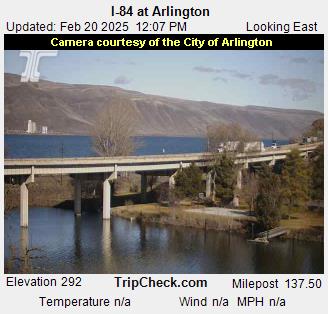 I-84 at Arlington
Updated: Feb 20 2025 12:07 PM Looking East
Camera courtesy of the City of Arlington
Elevation 292 TripCheck.com Milepost 137.50
Temperature n/a Wind n/a MPH n/a